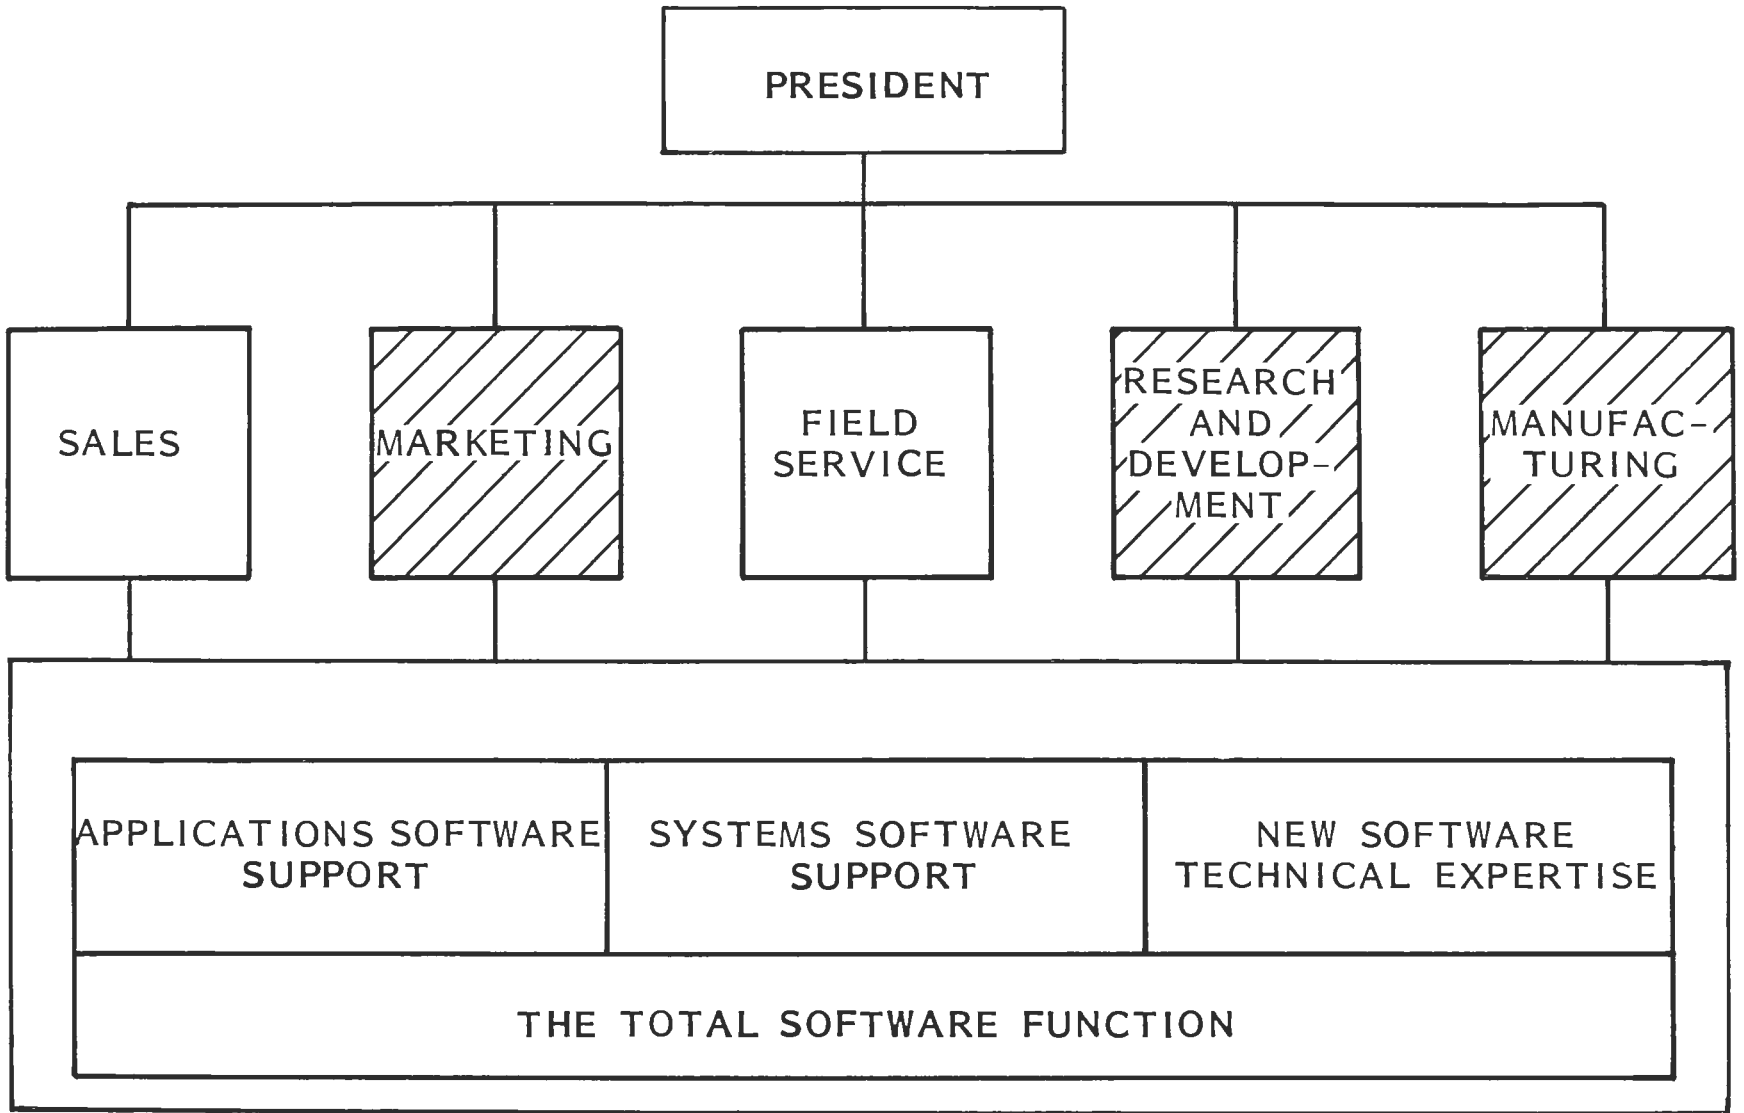 PRESIDENT
SALES
MARKETING
FIELD
SERVICE
RESEARCH
AND
DEVELOP-
MENT
MANUFAC-
TURING
APPLICATIONS SOFTWARE
SUPPORT
SYSTEMS SOFTWARE
SUPPORT
NEW SOFTWARE
TECHNICAL EXPERTISE
THE TOTAL SOFTWARE FUNCTION